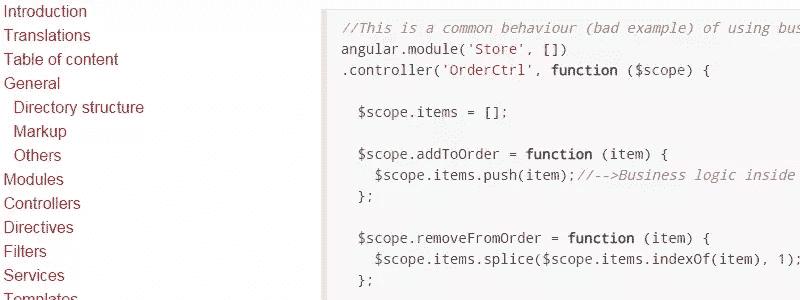 Introduction
Translations
Table of content
General
Directory structure
Markup
Others
Modules
Controllers
Directives
Filters
Services
Templates
//This is a common behaviour (bad example) of using bus
angular.module('Store', [])
.controller('OrderCtrl', function ($scope) {
$scope.items = [];
$scope.addToOrder = function (item) {
$scope.items.push(item);//-->Business logic inside
};
$scope.removeFromOrder = function (item) {
$scope.items.splice($scope.items.indexOf(item), 1);
};